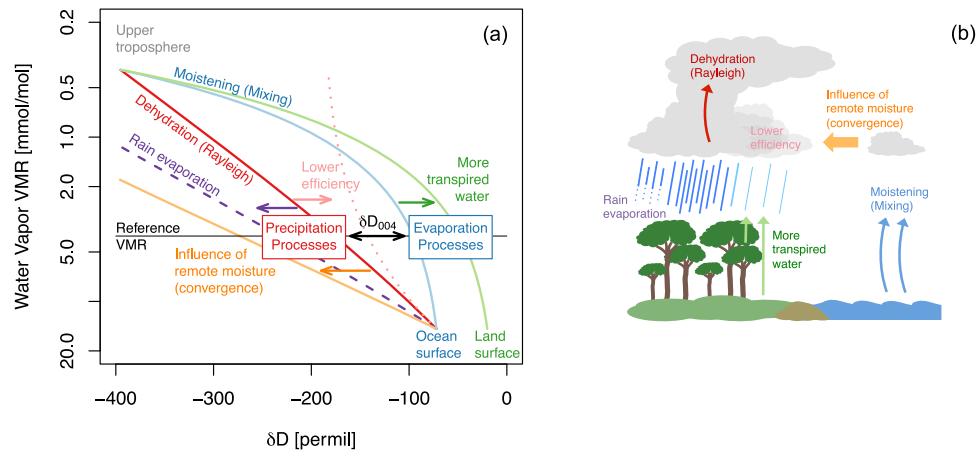 (a)
Water Vapor VMR [mmol/mol]
0.2
0.5
1.0
2.0
5.0
20.0
Upper
troposphere
Moistening (Mixing)
Dehydration (Rayleigh)
Rain evaporation
Lower
efficiency
More
transpired
water
Reference
VMR
Precipitation
Processes
δD004
Evaporation
Processes
Influence of
remote moisture
(convergence)
Ocean
surface
Land
surface
−400
−300
−200
−100
0
δD [permil]
(b)
Dehydration
(Rayleigh)
Influence of
remote moisture
(convergence)
Lower
efficiency
Rain
evaporation
Moistening
(Mixing)
More
transpired
water